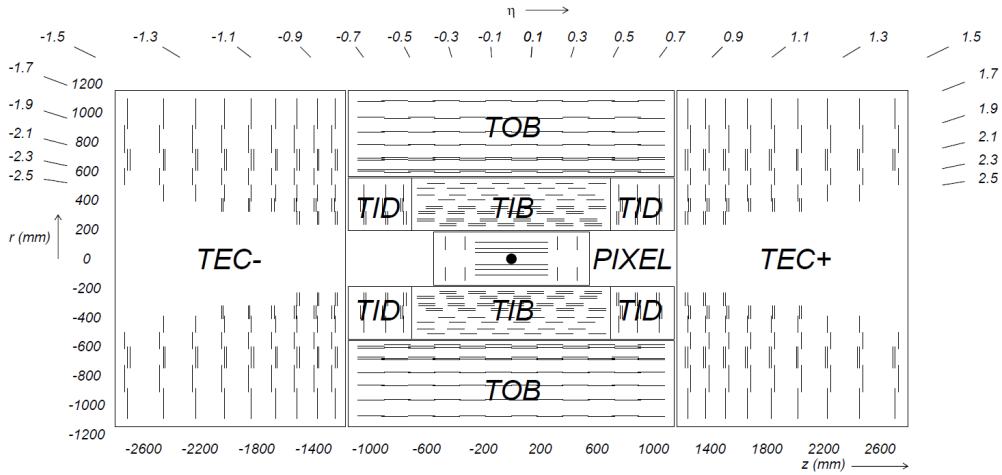 η
-1.5 -1.3 -1.1 -0.9 -0.7 -0.5 -0.3 -0.1 0.1 0.3 0.5 0.7 0.9 1.1 1.3 1.5
-1.7 1200 1.7
-1.9 1000 1.9
-2.1 800 TOB 2.1
-2.3 600 2.3
-2.5 400 2.5
TID TIB TID
r (mm) 200
0 TEC- PIXEL TEC+
-200
-400 TID TIB TID
-600
-800 TOB
-1000
-1200
-2600 -2200 -1800 -1400 -1000 -600 -200 200 600 1000 1400 1800 2200 2600
z (mm)